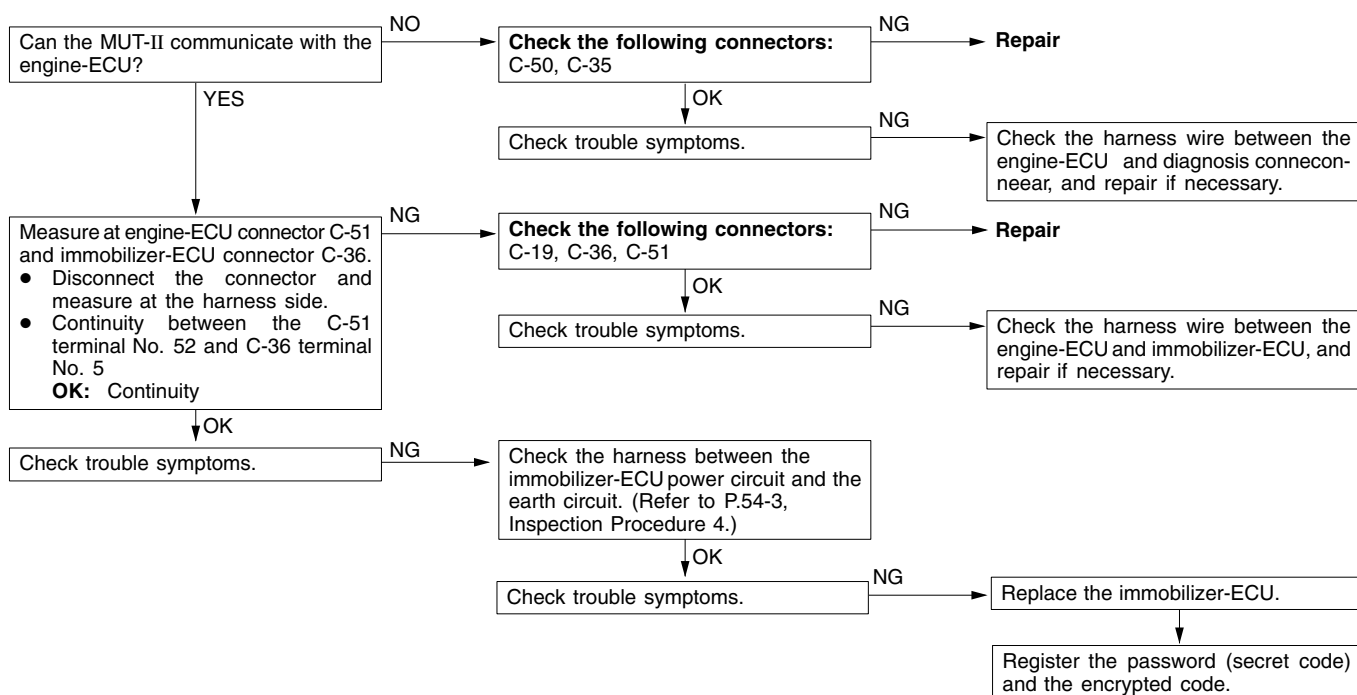 Can the MUT-II communicate with the
engine-ECU?
NO
Check the following connectors:
C-50, C-35
NG
Repair
YES
OK
Check trouble symptoms.
NG
Check the harness wire between the
engine-ECU and diagnosis connecon-
neear, and repair if necessary.
Measure at engine-ECU connector C-51
and immobilizer-ECU connector C-36.
● Disconnect the connector and
measure at the harness side.
● Continuity between the C-51
terminal No. 52 and C-36 terminal
No. 5
OK: Continuity
NG
Check the following connectors:
C-19, C-36, C-51
NG
Repair
OK
Check trouble symptoms.
NG
Check the harness wire between the
engine-ECU and immobilizer-ECU, and
repair if necessary.
OK
Check trouble symptoms.
NG
Check the harness between the
immobilizer-ECU power circuit and the
earth circuit. (Refer to P.54-3,
Inspection Procedure 4.)
OK
Check trouble symptoms.
NG
Replace the immobilizer-ECU.
Register the password (secret code)
and the encrypted code.